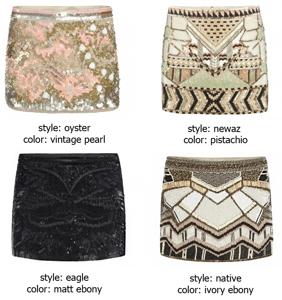 style: oyster
color: vintage pearl
style: newaz
color: pistachio
style: eagle
color: matt ebony
style: native
color: ivory ebony